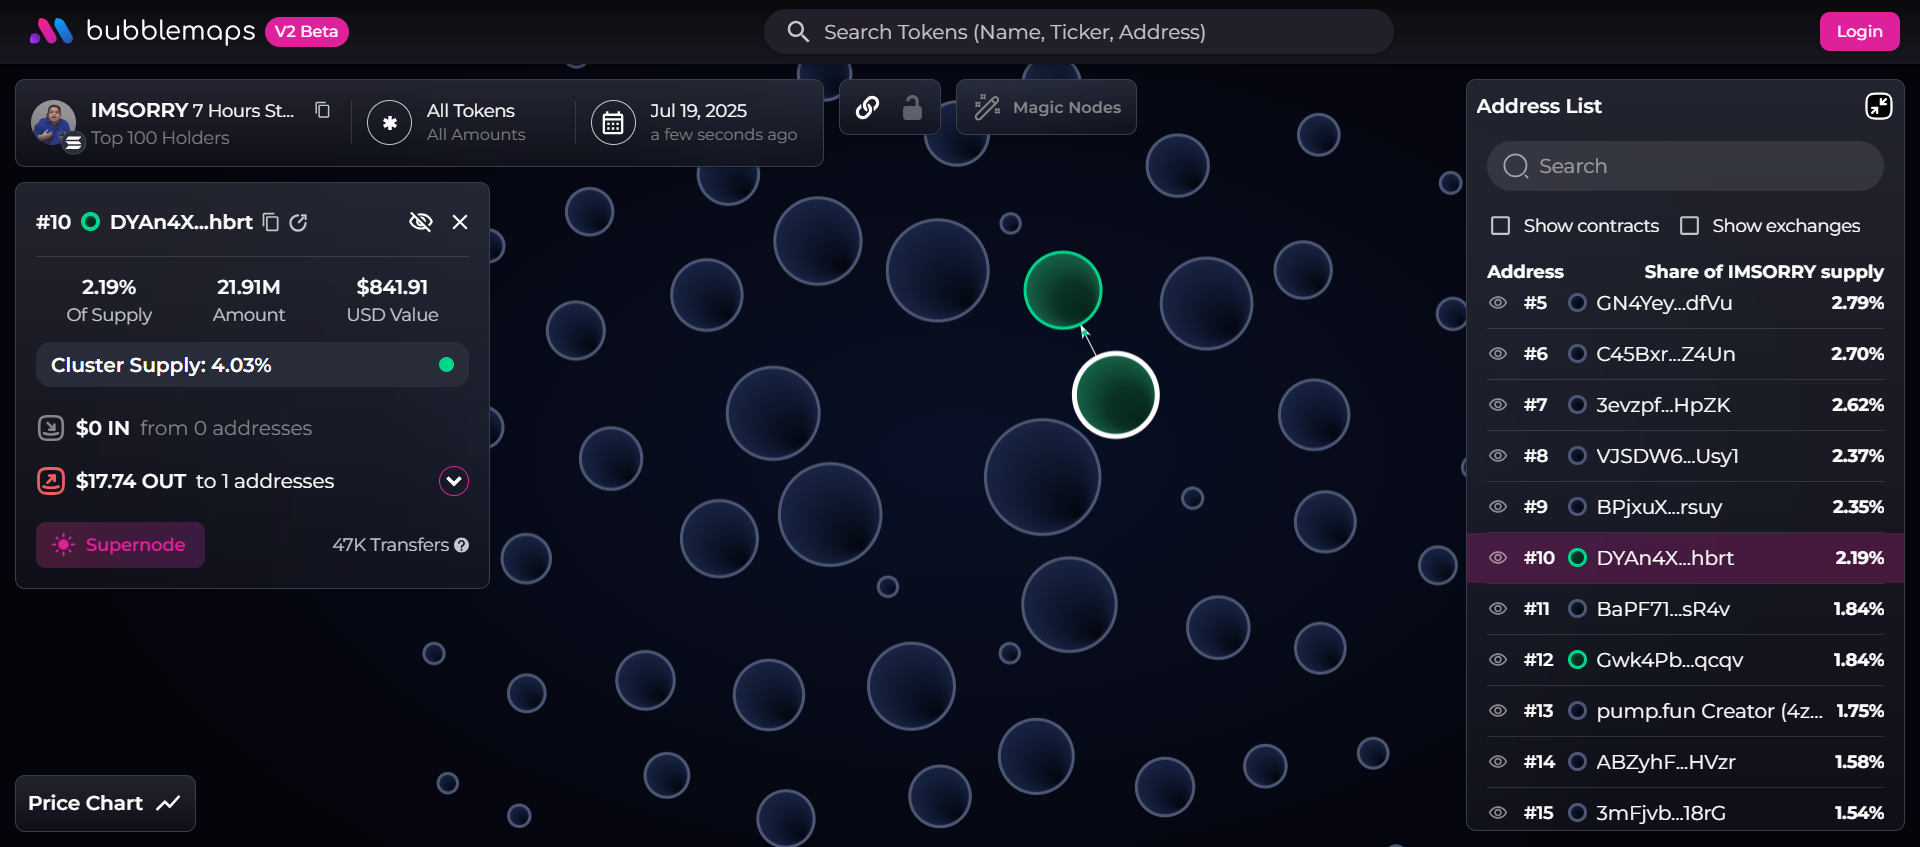 bubblemaps V2 Beta
Search Tokens (Name, Ticker, Address)
Login
IMSORRY 7 Hours St...
Top 100 Holders
All Tokens
All Amounts
Jul 19, 2025
a few seconds ago
Magic Nodes
#10 DYAn4X...hbrt
2.19% 21.91M $841.91
Of Supply Amount USD Value
Cluster Supply: 4.03%
$0 IN from 0 addresses
$17.74 OUT to 1 addresses
Supernode 47K Transfers ?
Price Chart
Address List
Search
Show contracts Show exchanges
Address Share of IMSORRY supply
#5 GN4Yey...dfVu 2.79%
#6 C45Bxr...Z4Un 2.70%
#7 3evzpf...HpZK 2.62%
#8 VJSDW6...Usy1 2.37%
#9 BPjxuX...rsuy 2.35%
#10 DYAn4X...hbrt 2.19%
#11 BaPF71...sR4v 1.84%
#12 Gwk4Pb...qcqv 1.84%
#13 pump.fun Creator (4z... 1.75%
#14 ABZyhF...HVzr 1.58%
#15 3mFjvb...18rG 1.54%